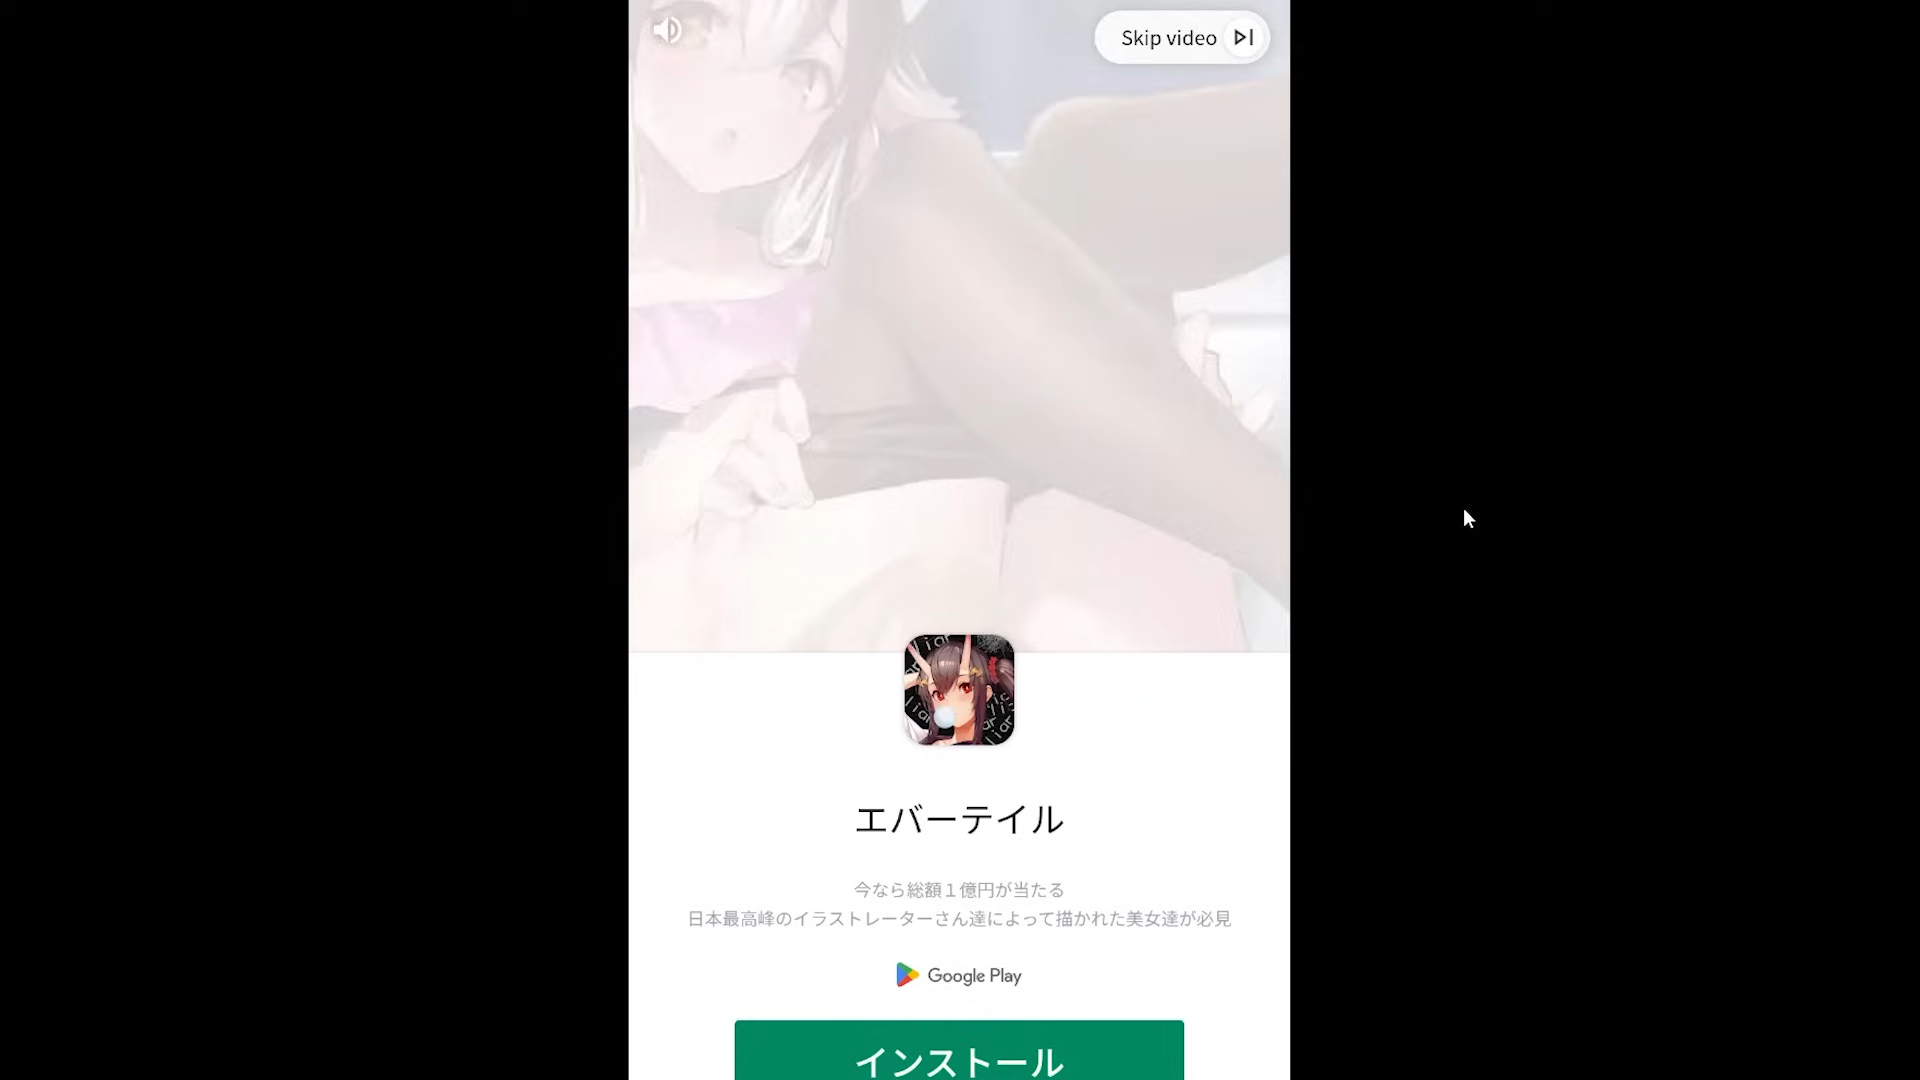 Skip video
エバーテイル
今なら総額１億円が当たる
日本最高峰のイラストレーターさん達によって描かれた美女達が必見
Google Play
インストール